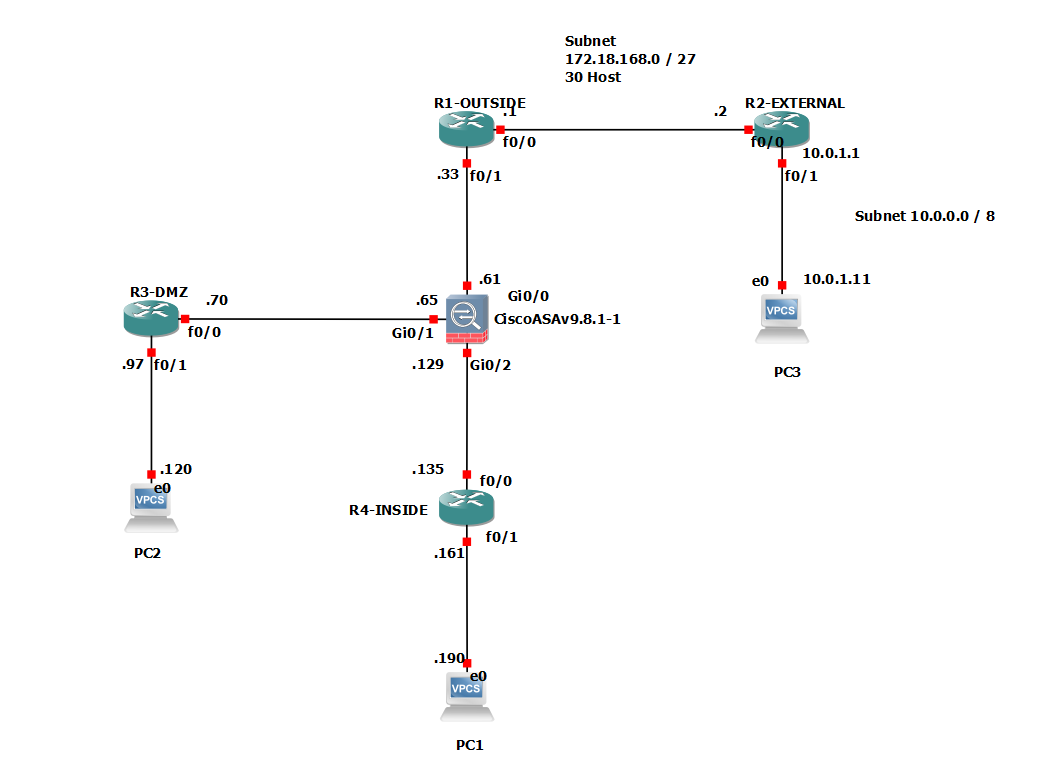 Subnet
172.18.168.0 / 27
30 Host
R1-OUTSIDE
.1
f0/0
.2
R2-EXTERNAL
f0/0
10.0.1.1
f0/1
.33
f0/1
Subnet 10.0.0.0 / 8
.61
Gi0/0
e0
10.0.1.11
VPCS
PC3
R3-DMZ
.70
f0/0
.65
Gi0/1
CiscoASAv9.8.1-1
.97
f0/1
.129
Gi0/2
.120
e0
VPCS
PC2
.135
f0/0
R4-INSIDE
f0/1
.161
.190
e0
VPCS
PC1